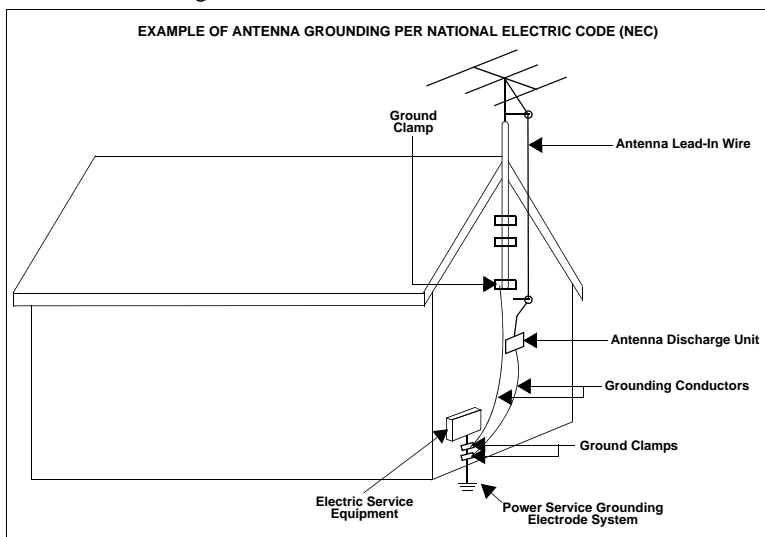 EXAMPLE OF ANTENNA GROUNDING PER NATIONAL ELECTRIC CODE (NEC)
Ground
Clamp
Antenna Lead-In Wire
Antenna Discharge Unit
Grounding Conductors
Ground Clamps
Electric Service
Equipment
Power Service Grounding
Electrode System